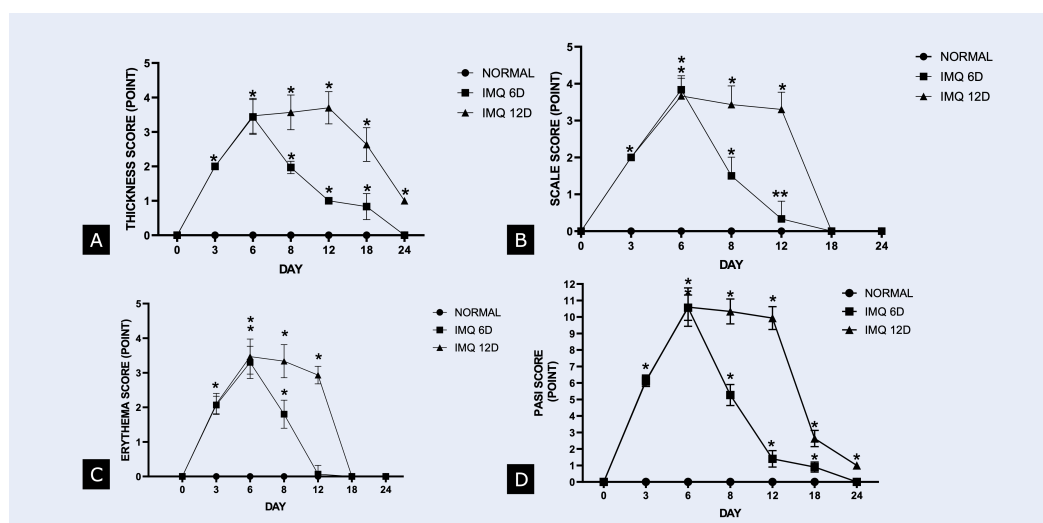 A
THICKNESS SCORE (POINT)
5
4
3
2
1
0
* * * * * * * * * *
0 3 6 8 12 18 24
DAY
NORMAL
IMQ 6D
IMQ 12D
B
SCALE SCORE (POINT)
5
4
3
2
1
0
* * * * * * **
0 3 6 8 12 18 24
DAY
NORMAL
IMQ 6D
IMQ 12D
C
ERYTHEMA SCORE (POINT)
5
4
3
2
1
0
* * * * * *
0 3 6 8 12 18 24
DAY
NORMAL
IMQ 6D
IMQ 12D
D
PASI SCORE
(POINT)
12
11
10
9
8
7
6
5
4
3
2
1
0
* * * * * * * * * *
0 3 6 8 12 18 24
DAY
NORMAL
IMQ 6D
IMQ 12D